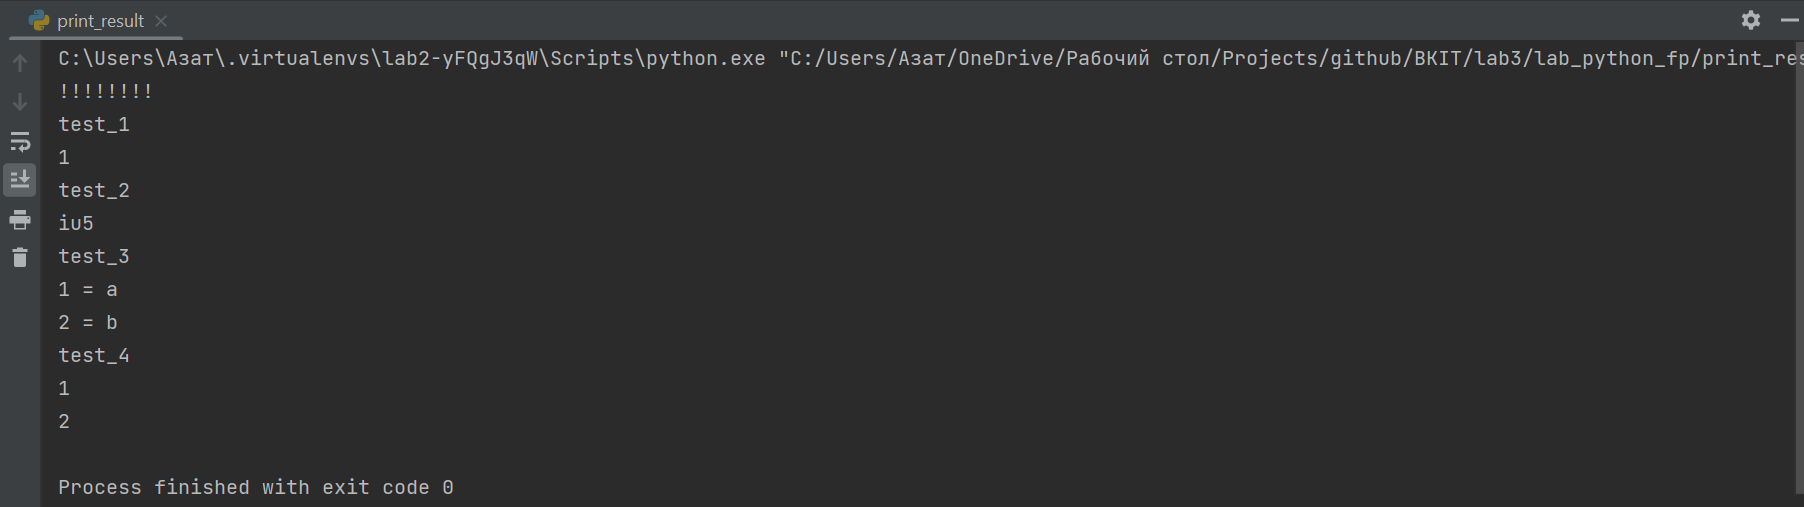 print_result
C:\Users\Азат\.virtualenvs\lab2-yFQgJ3qW\Scripts\python.exe "C:/Users/Азат/OneDrive/Рабочий стол/Projects/github/BKIT/lab3/lab_python_fp/print_res
!!!!!!!!
test_1
1
test_2
iu5
test_3
1 = a
2 = b
test_4
1
2
Process finished with exit code 0